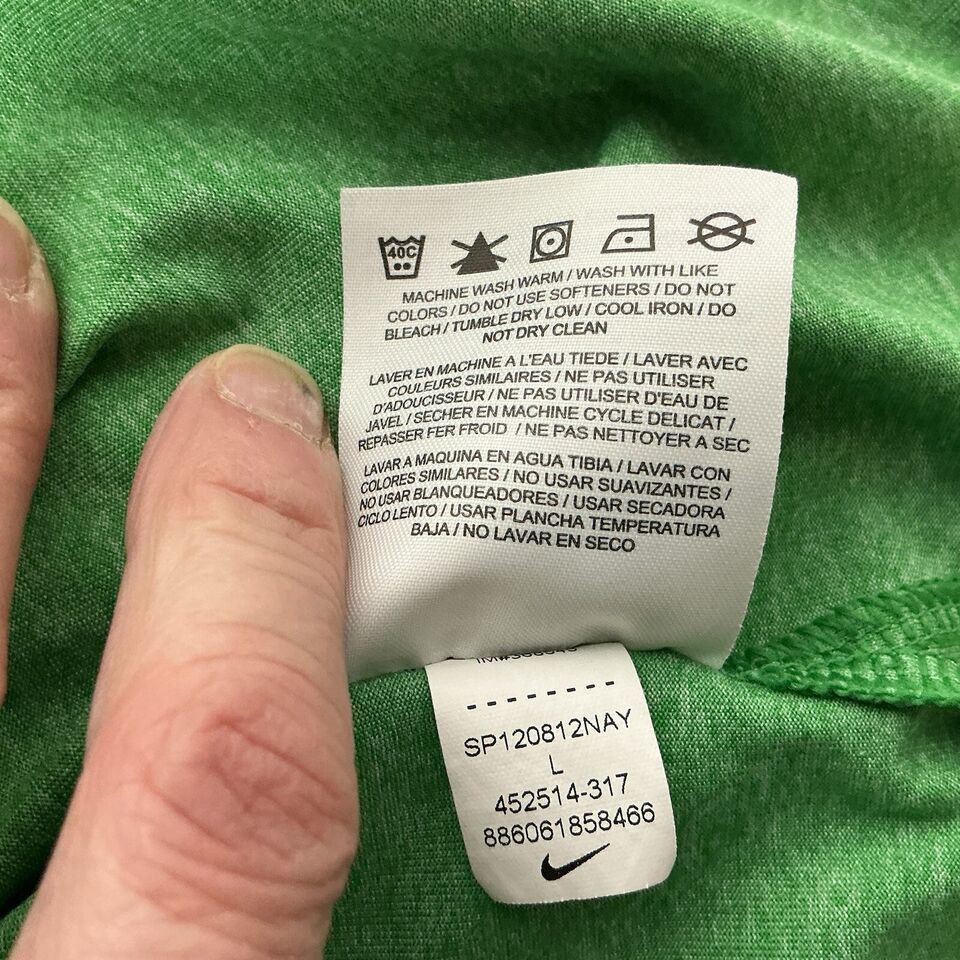 40C
MACHINE WASH WARM / WASH WITH LIKE
COLORS / DO NOT USE SOFTENERS / DO NOT
BLEACH / TUMBLE DRY LOW / COOL IRON / DO
NOT DRY CLEAN
LAVER EN MACHINE A L'EAU TIEDE / LAVER AVEC
COULEURS SIMILAIRES / NE PAS UTILISER
D'ADOUCISSEUR / NE PAS UTILISER D'EAU DE
JAVEL / SECHER EN MACHINE CYCLE DELICAT /
REPASSER FER FROID / NE PAS NETTOYER A SEC
LAVAR A MAQUINA EN AGUA TIBIA / LAVAR CON
COLORES SIMILARES / NO USAR SUAVIZANTES /
NO USAR BLANQUEADORES / USAR SECADORA
CICLO LENTO / USAR PLANCHA TEMPERATURA
BAJA / NO LAVAR EN SECO
--------
SP120812NAY
L
452514-317
886061858466